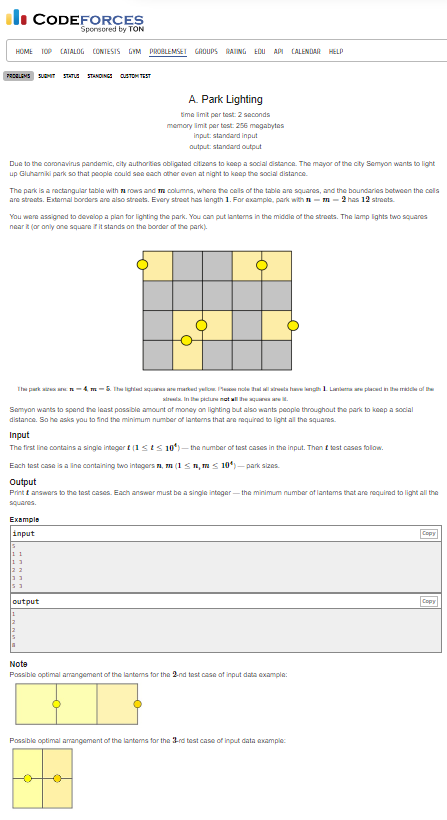 CODEFORCES
Sponsored by TON
HOME TOP CATALOG CONTESTS GYM PROBLEMSET GROUPS RATING EDU API CALENDAR HELP
PROBLEMS SUBMIT STATUS STANDINGS CUSTOM TEST
A. Park Lighting
time limit per test: 2 seconds
memory limit per test: 256 megabytes
input: standard input
output: standard output
Due to the coronavirus pandemic, city authorities obligated citizens to keep a social distance. The mayor of the city Semyon wants to light
up Gluharniki park so that people could see each other even at night to keep the social distance.
The park is a rectangular table with n rows and m columns, where the cells of the table are squares, and the boundaries between the cells
are streets. External borders are also streets. Every street has length 1. For example, park with n = m = 2 has 12 streets.
You were assigned to develop a plan for lighting the park. You can put lanterns in the middle of the streets. The lamp lights two squares
near it (or only one square if it stands on the border of the park).
The park sizes are: n = 4, m = 5. The lighted squares are marked yellow. Please note that all streets have length 1. Lanterns are placed in the middle of the
streets. In the picture not all the squares are lit.
Semyon wants to spend the least possible amount of money on lighting but also wants people throughout the park to keep a social
distance. So he asks you to find the minimum number of lanterns that are required to light all the squares.
Input
The first line contains a single integer t (1 ≤ t ≤ 10⁴) — the number of test cases in the input. Then t test cases follow.
Each test case is a line containing two integers n, m (1 ≤ n, m ≤ 10⁴) — park sizes.
Output
Print t answers to the test cases. Each answer must be a single integer — the minimum number of lanterns that are required to light all the
squares.
Example
input
Copy
5
1 1
1 3
2 2
3 3
5 3
output
Copy
1
2
2
5
8
Note
Possible optimal arrangement of the lanterns for the 2-nd test case of input data example:
Possible optimal arrangement of the lanterns for the 3-rd test case of input data example: